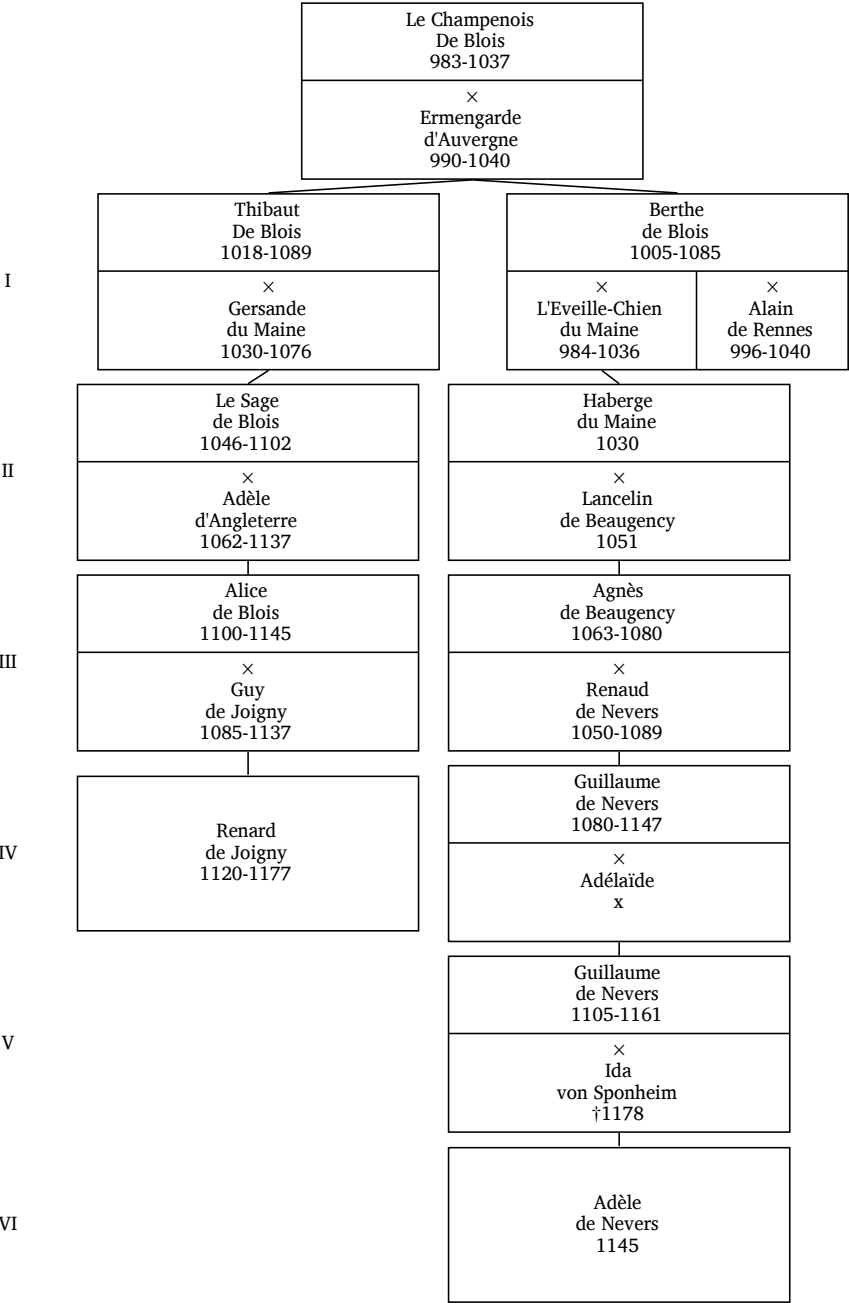 Le Champenois
De Blois
983-1037
×
Ermengarde
d'Auvergne
990-1040
I
Thibaut
De Blois
1018-1089
×
Gersande
du Maine
1030-1076
Berthe
de Blois
1005-1085
×
L'Eveille-Chien
du Maine
984-1036
×
Alain
de Rennes
996-1040
II
Le Sage
de Blois
1046-1102
×
Adèle
d'Angleterre
1062-1137
Haberge
du Maine
1030
×
Lancelin
de Beaugency
1051
III
Alice
de Blois
1100-1145
×
Guy
de Joigny
1085-1137
Agnès
de Beaugency
1063-1080
×
Renaud
de Nevers
1050-1089
IV
Renard
de Joigny
1120-1177
Guillaume
de Nevers
1080-1147
×
Adélaïde
x
V
Guillaume
de Nevers
1105-1161
×
Ida
von Sponheim
†1178
VI
Adèle
de Nevers
1145